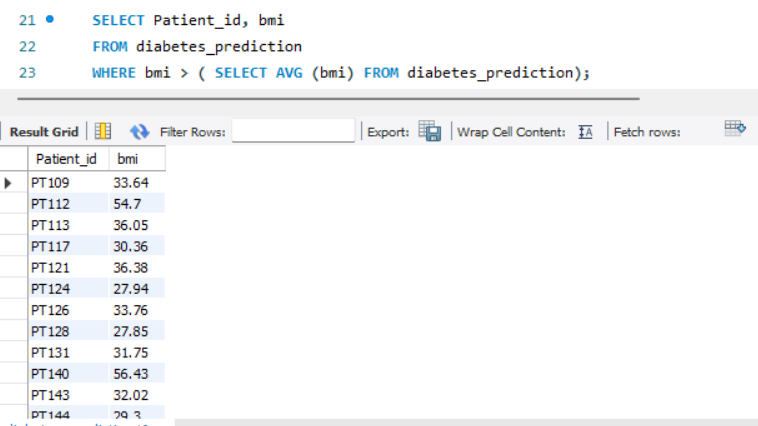 21 SELECT Patient_id, bmi
22 FROM diabetes_prediction
23 WHERE bmi > ( SELECT AVG (bmi) FROM diabetes_prediction);
Result Grid Filter Rows: Export: Wrap Cell Content: Fetch rows:
Patient_id bmi
PT109 33.64
PT112 54.7
PT113 36.05
PT117 30.36
PT121 36.38
PT124 27.94
PT126 33.76
PT128 27.85
PT131 31.75
PT140 56.43
PT143 32.02
PT144 29.3